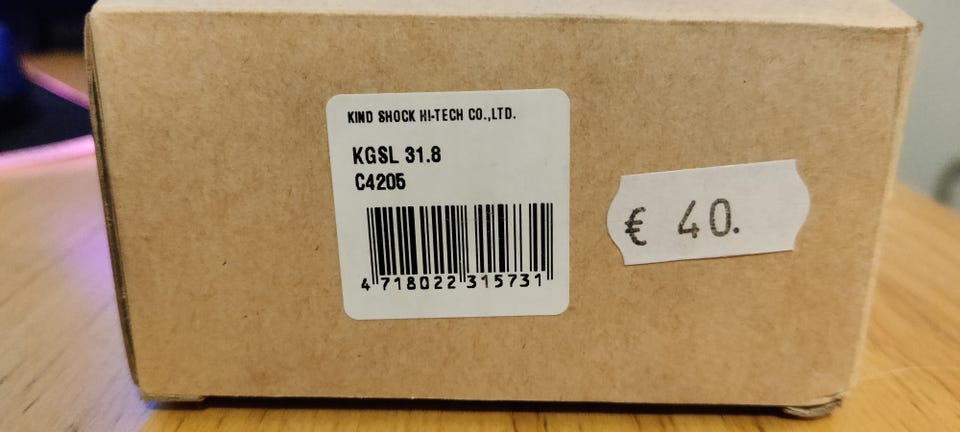 KIND SHOCK HI-TECH CO.,LTD.
KGSL 31.8
C4205
4 718022 315731
€ 40.